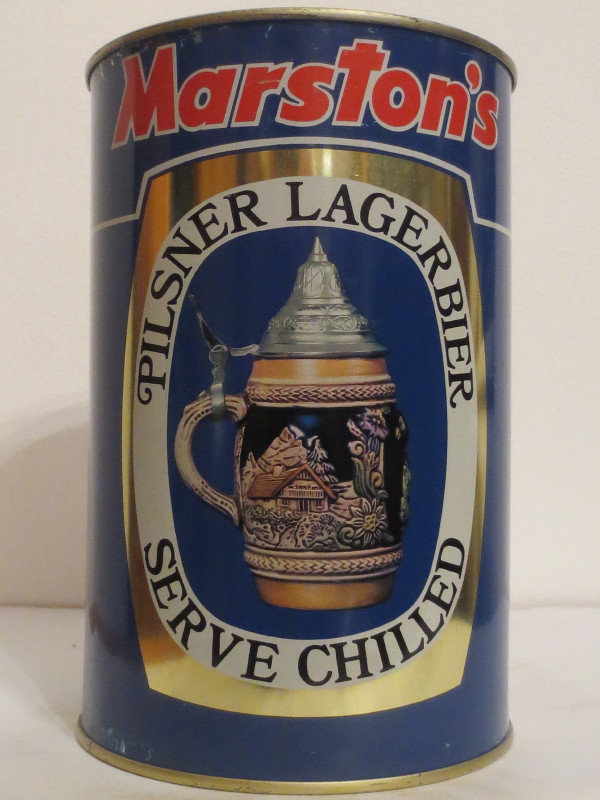 Marston's
PILSNER LAGERBIER
SERVE CHILLED